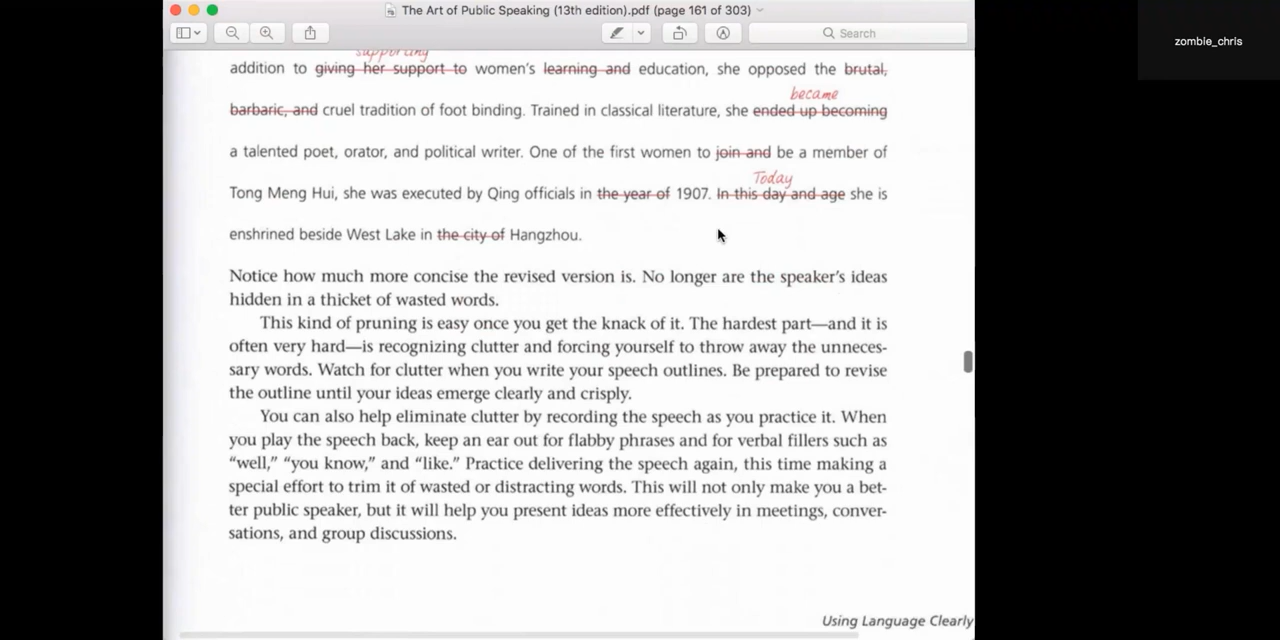 The Art of Public Speaking (13th edition).pdf (page 161 of 303)
Search
zombie_chris
supporting
addition to giving her support to women's learning and education, she opposed the brutal,
became
barbaric, and cruel tradition of foot binding. Trained in classical literature, she ended up becoming
a talented poet, orator, and political writer. One of the first women to join and be a member of
Today
Tong Meng Hui, she was executed by Qing officials in the year of 1907. In this day and age she is
enshrined beside West Lake in the city of Hangzhou.
Notice how much more concise the revised version is. No longer are the speaker's ideas
hidden in a thicket of wasted words.
This kind of pruning is easy once you get the knack of it. The hardest part—and it is
often very hard—is recognizing clutter and forcing yourself to throw away the unneces-
sary words. Watch for clutter when you write your speech outlines. Be prepared to revise
the outline until your ideas emerge clearly and crisply.
You can also help eliminate clutter by recording the speech as you practice it. When
you play the speech back, keep an ear out for flabby phrases and for verbal fillers such as
“well,” “you know,” and “like.” Practice delivering the speech again, this time making a
special effort to trim it of wasted or distracting words. This will not only make you a bet-
ter public speaker, but it will help you present ideas more effectively in meetings, conver-
sations, and group discussions.
Using Language Clearly